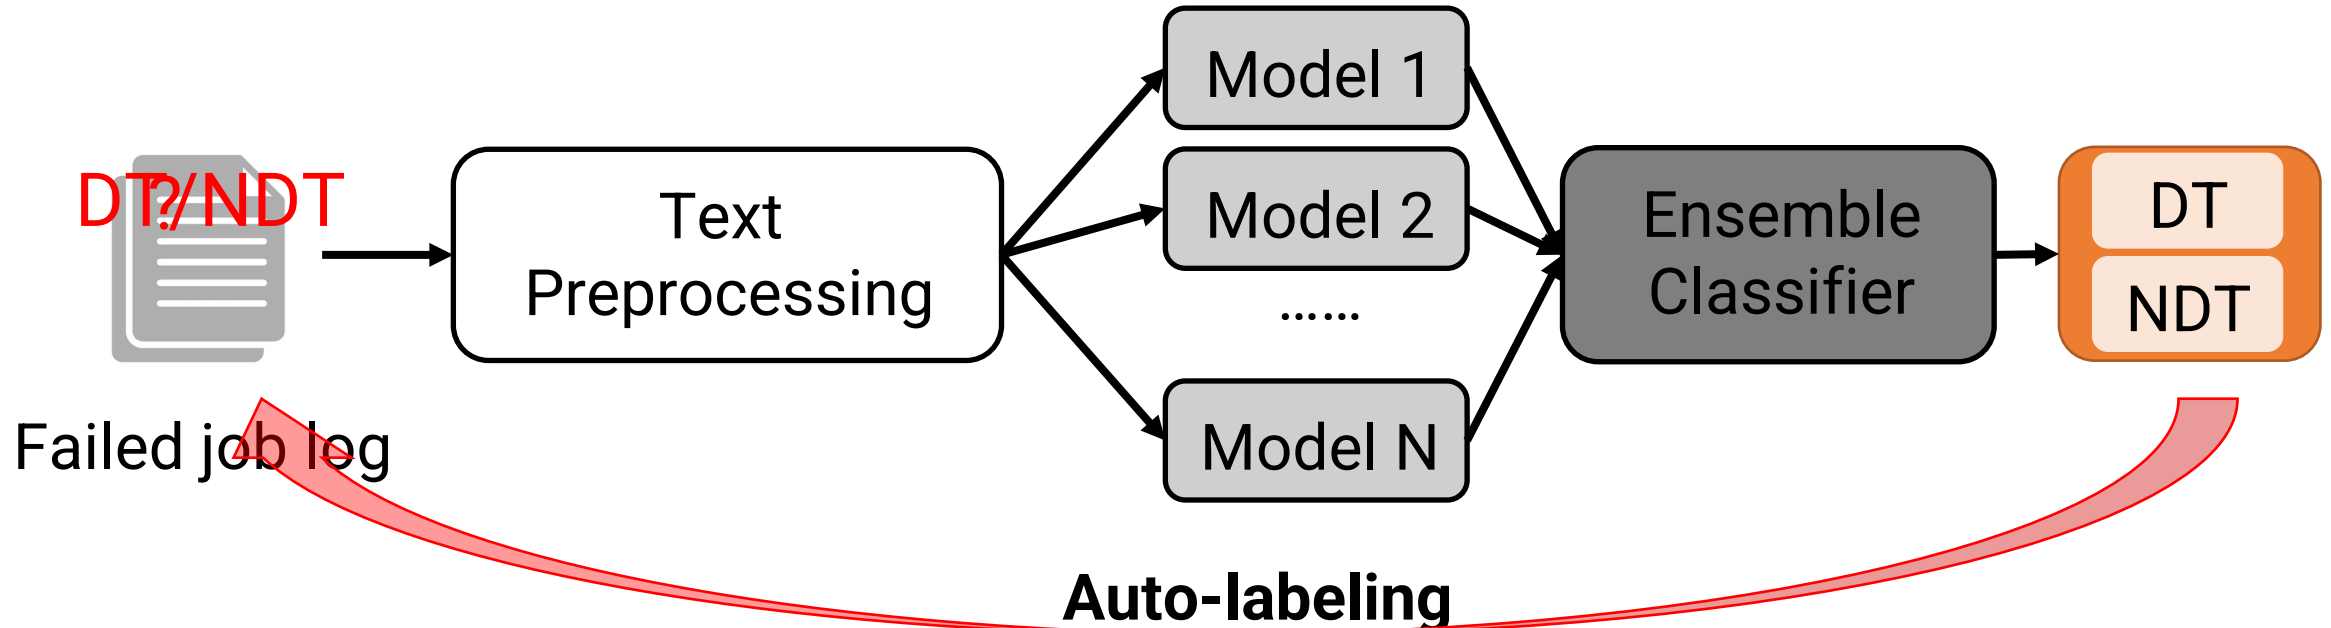 DT/NDT
?
Failed job log
Text
Preprocessing
Model 1
Model 2
......
Model N
Ensemble
Classifier
DT
NDT
Auto-labeling